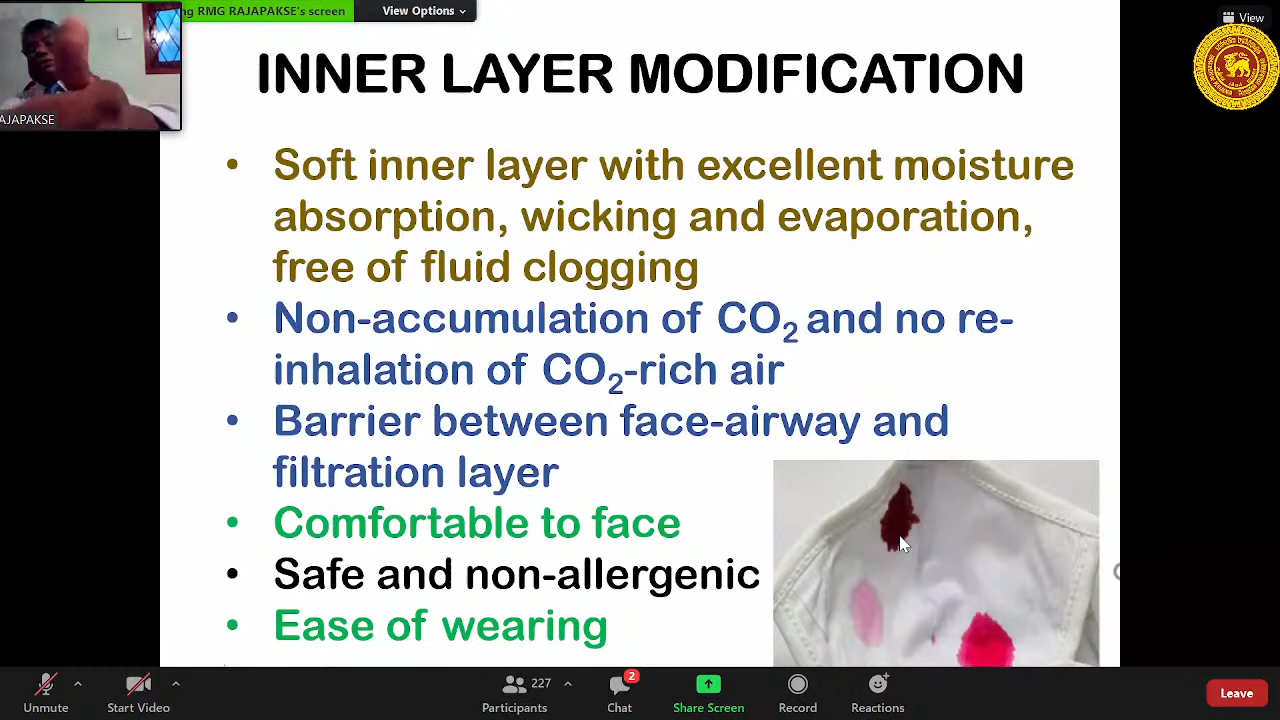 ng RMG RAJAPAKSE's screen
View Options
View
AJAPAKSE
INNER LAYER MODIFICATION
• Soft inner layer with excellent moisture
absorption, wicking and evaporation,
free of fluid clogging
• Non-accumulation of CO₂ and no re-
inhalation of CO₂-rich air
• Barrier between face-airway and
filtration layer
• Comfortable to face
• Safe and non-allergenic
• Ease of wearing
Unmute
Start Video
227
Participants
2
Chat
Share Screen
Record
Reactions
Leave